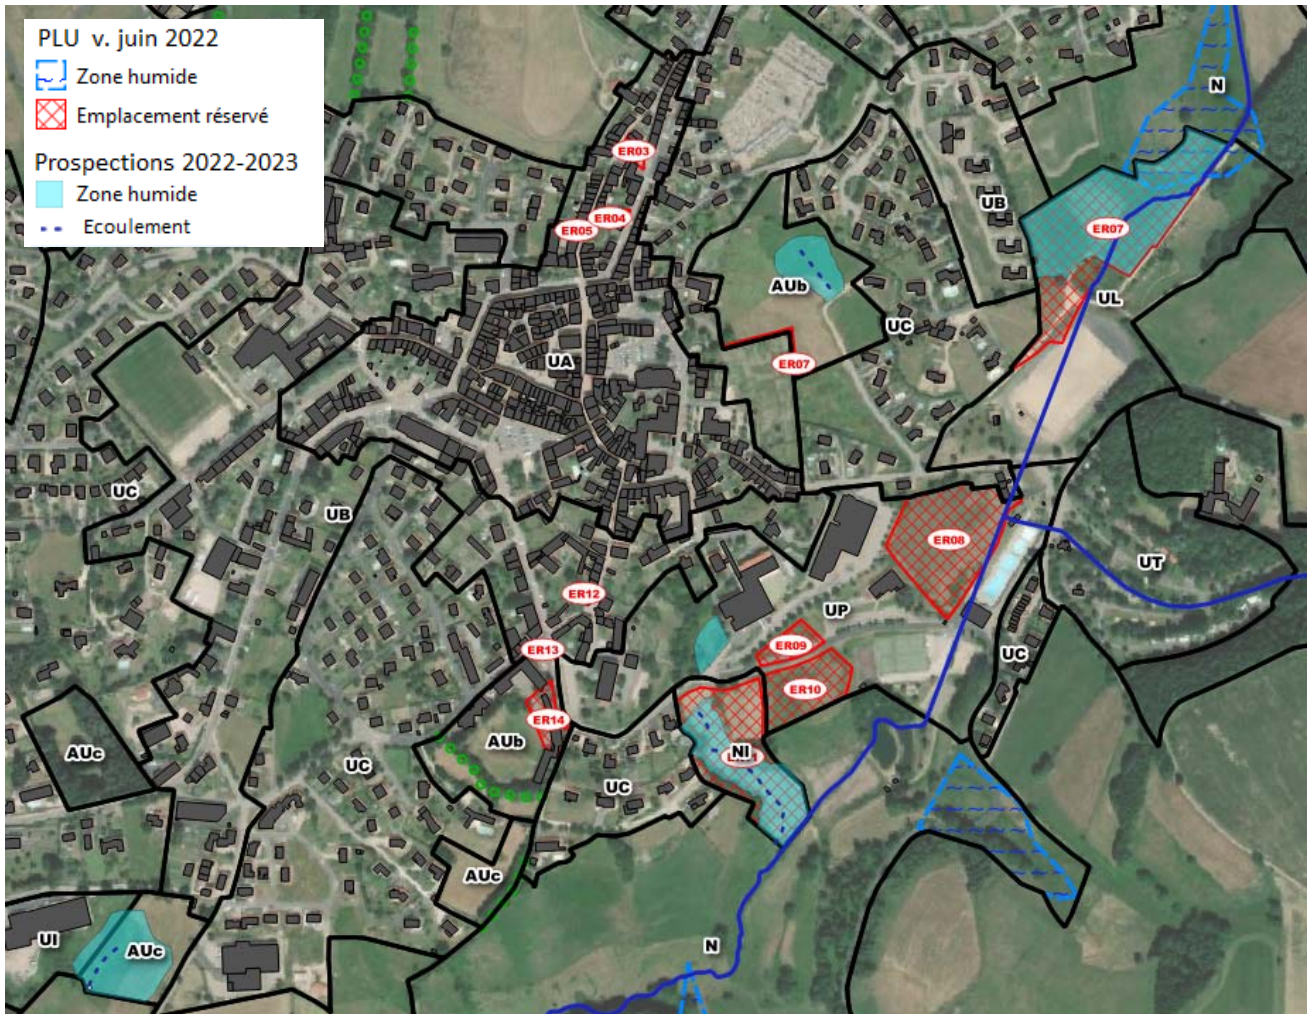 PLU v. juin 2022
Zone humide
Emplacement réservé
Prospections 2022-2023
Zone humide
Ecoulement
N
ER03
UB
ER04
ER05
ER07
AUb
UL
UC
UA
ER07
UC
UB
ER08
UT
ER12
UP
ER13
ER09
UC
ER10
ER14
AUb
NI
AUc
UC
UC
AUc
UI
AUc
N